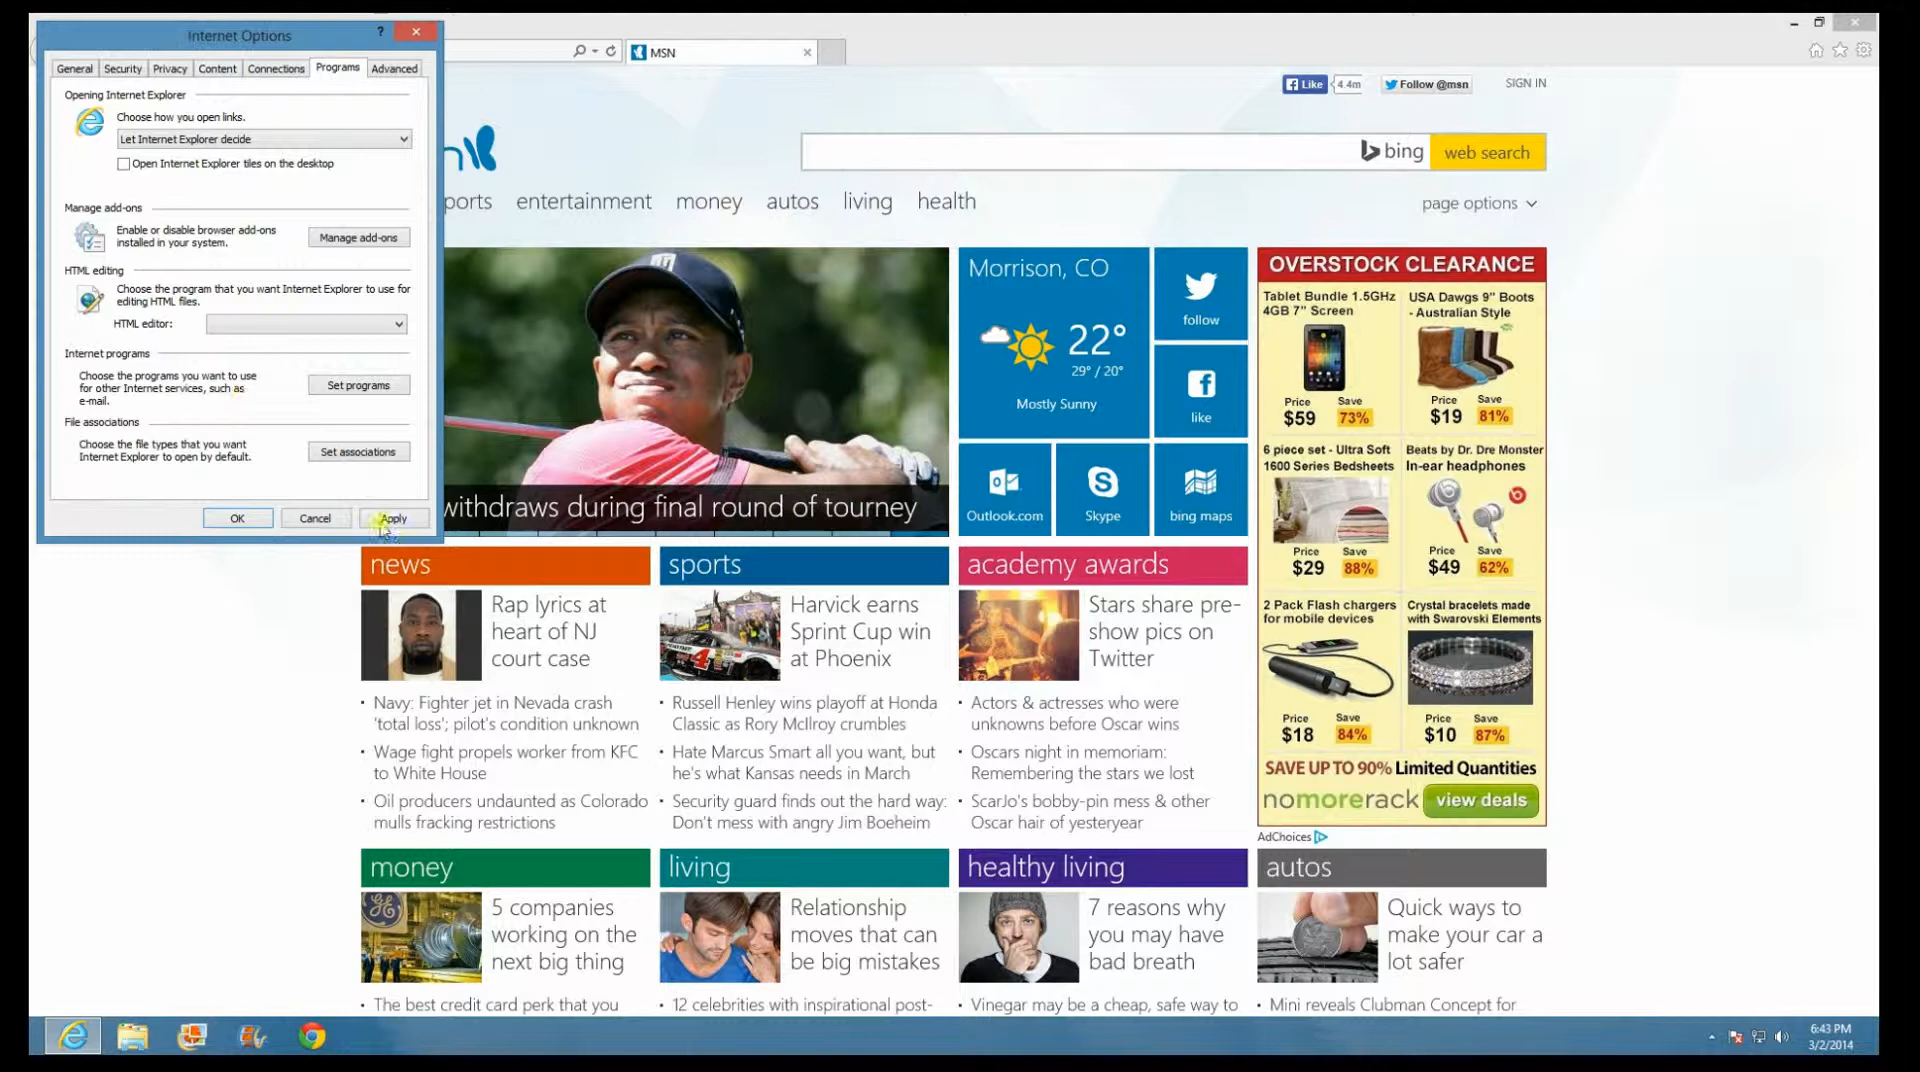 Internet Options
?
General
Security
Privacy
Content
Connections
Programs
Advanced
Opening Internet Explorer
Choose how you open links.
Let Internet Explorer decide
Open Internet Explorer tiles on the desktop
Manage add-ons
Enable or disable browser add-ons
installed in your system.
Manage add-ons
HTML editing
Choose the program that you want Internet Explorer to use for
editing HTML files.
HTML editor:
Internet programs
Choose the programs you want to use
for other Internet services, such as
e-mail.
Set programs
File associations
Choose the file types that you want
Internet Explorer to open by default.
Set associations
OK
Cancel
Apply
MSN
Like
4.4m
Follow @msn
SIGN IN
n
bing
web search
ports
entertainment
money
autos
living
health
page options
withdraws during final round of tourney
Morrison, CO
22°
29° / 20°
Mostly Sunny
follow
like
Outlook.com
Skype
bing maps
OVERSTOCK CLEARANCE
Tablet Bundle 1.5GHz
4GB 7" Screen
Price
$59
Save
73%
USA Dawgs 9" Boots
- Australian Style
Price
$19
Save
81%
6 piece set - Ultra Soft
1600 Series Bedsheets
Price
$29
Save
88%
Beats by Dr. Dre Monster
In-ear headphones
Price
$49
Save
62%
2 Pack Flash chargers
for mobile devices
Price
$18
Save
84%
Crystal bracelets made
with Swarovski Elements
Price
$10
Save
87%
SAVE UP TO 90% Limited Quantities
nomorerack
view deals
AdChoices
news
Rap lyrics at
heart of NJ
court case
Navy: Fighter jet in Nevada crash
'total loss'; pilot's condition unknown
Wage fight propels worker from KFC
to White House
Oil producers undaunted as Colorado
mulls fracking restrictions
sports
4
Harvick earns
Sprint Cup win
at Phoenix
Russell Henley wins playoff at Honda
Classic as Rory McIlroy crumbles
Hate Marcus Smart all you want, but
he's what Kansas needs in March
Security guard finds out the hard way:
Don't mess with angry Jim Boeheim
academy awards
Stars share pre-
show pics on
Twitter
Actors & actresses who were
unknowns before Oscar wins
Oscars night in memoriam:
Remembering the stars we lost
ScarJo's bobby-pin mess & other
Oscar hair of yesteryear
money
GE
5 companies
working on the
next big thing
The best credit card perk that you
living
Relationship
moves that can
be big mistakes
12 celebrities with inspirational post-
healthy living
7 reasons why
you may have
bad breath
Vinegar may be a cheap, safe way to
autos
Quick ways to
make your car a
lot safer
Mini reveals Clubman Concept for
6:43 PM
3/2/2014